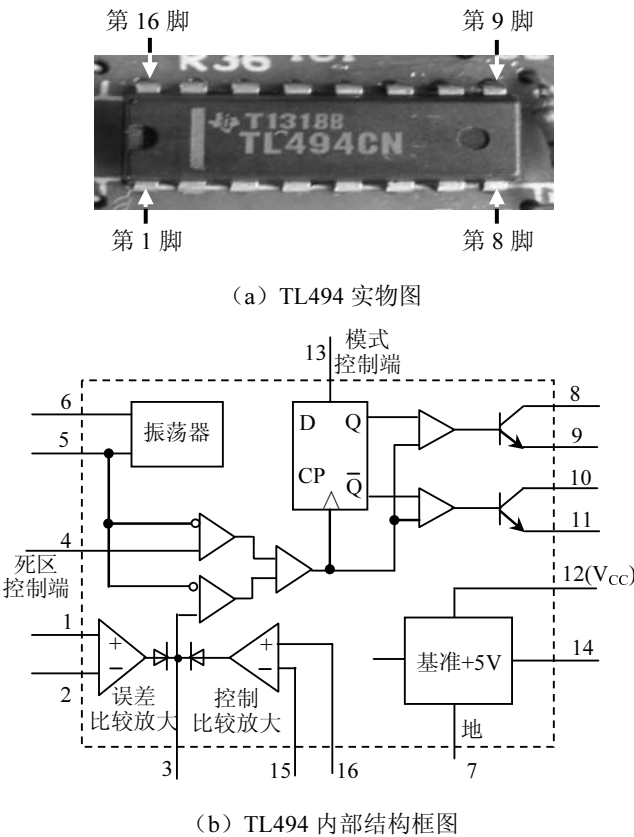 第 16 脚
第 9 脚
R36
T1318B
TL494CN
第 1 脚
第 8 脚
（a）TL494 实物图
模式
控制端
13
6
5
振荡器
D Q
CP Q̅
8
9
10
11
4
死区
控制端
12(V_CC)
1
2
+
−
误差
比较放大
+
−
控制
比较放大
基准+5V
14
地
3
15
16
7
（b）TL494 内部结构框图